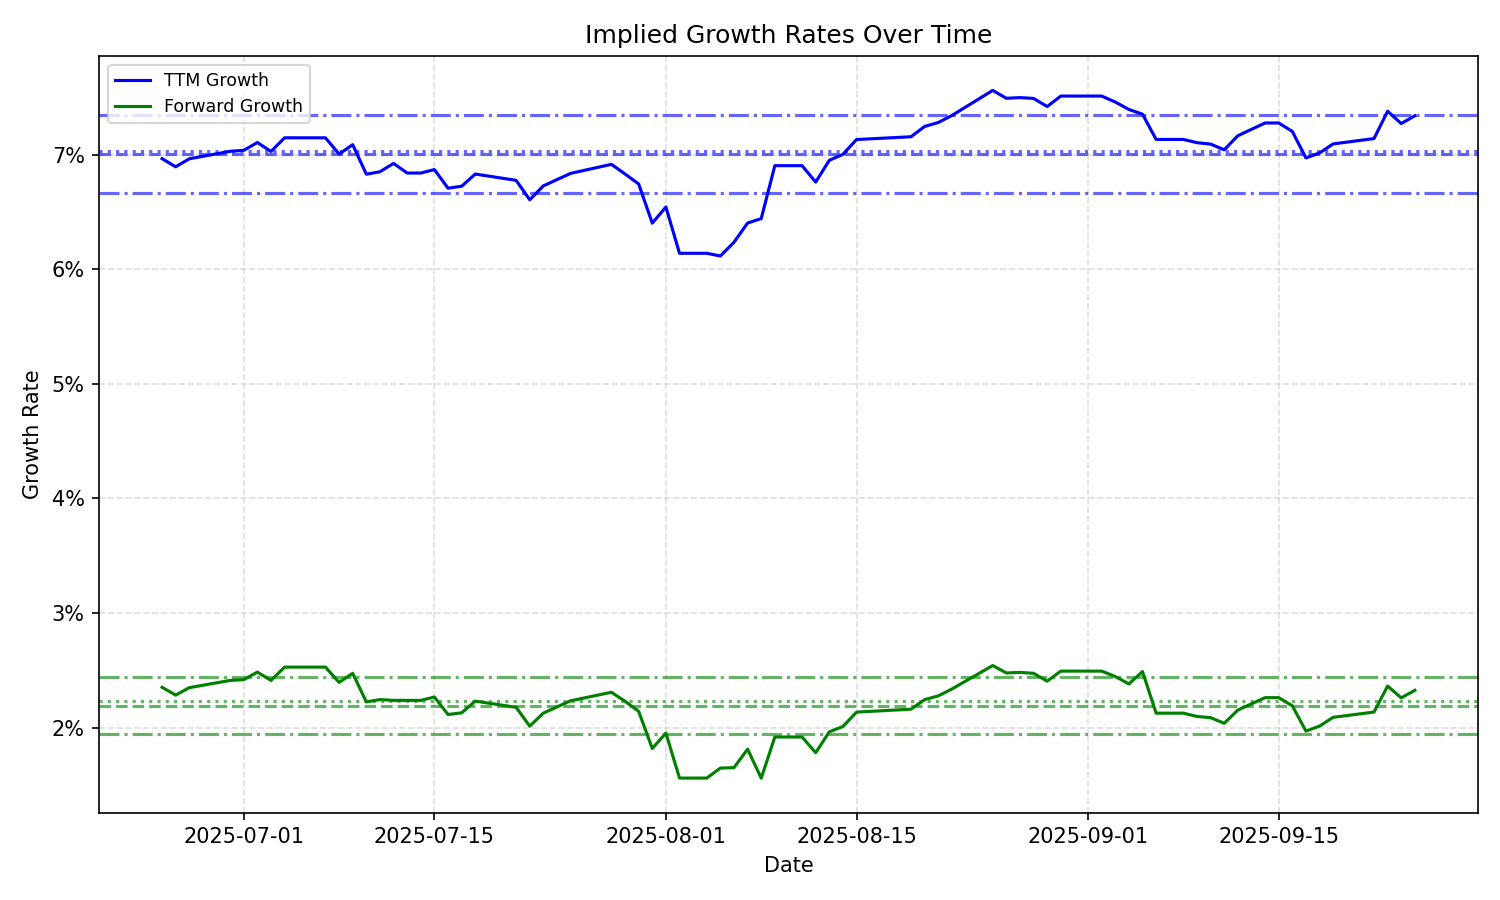 Implied Growth Rates Over Time
TTM Growth
Forward Growth
7%
6%
5%
4%
3%
2%
Growth Rate
2025-07-01
2025-07-15
2025-08-01
2025-08-15
2025-09-01
2025-09-15
Date